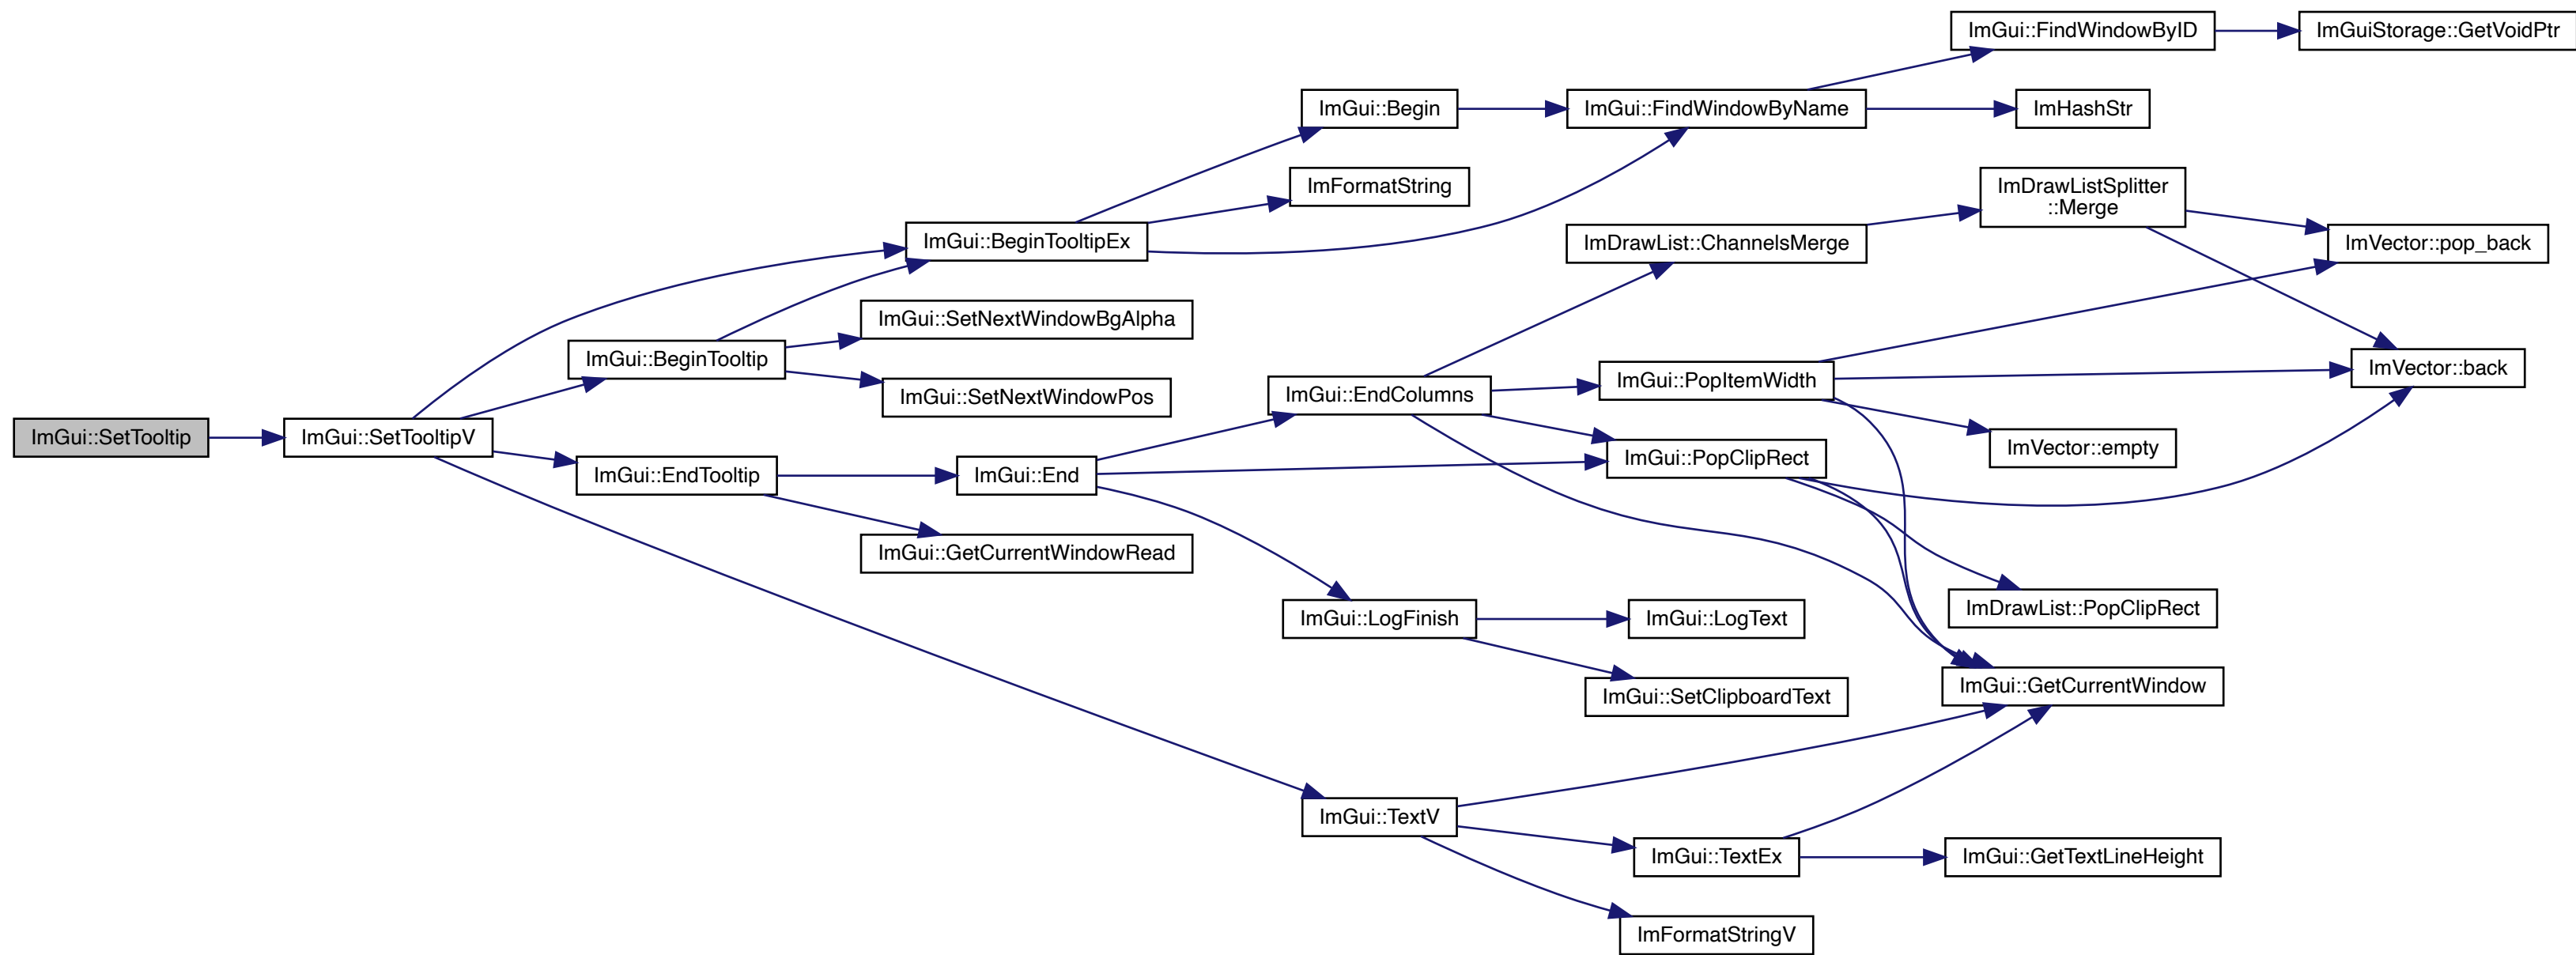 ImGui::SetTooltip
ImGui::SetTooltipV
ImGui::BeginTooltipEx
ImGui::BeginTooltip
ImGui::SetNextWindowBgAlpha
ImGui::SetNextWindowPos
ImGui::EndTooltip
ImGui::End
ImGui::GetCurrentWindowRead
ImGui::Begin
ImFormatString
ImGui::FindWindowByName
ImGui::FindWindowByID
ImGuiStorage::GetVoidPtr
ImHashStr
ImGui::EndColumns
ImDrawList::ChannelsMerge
ImDrawListSplitter
::Merge
ImVector::pop_back
ImVector::back
ImGui::PopItemWidth
ImVector::empty
ImGui::PopClipRect
ImDrawList::PopClipRect
ImGui::GetCurrentWindow
ImGui::LogFinish
ImGui::LogText
ImGui::SetClipboardText
ImGui::TextV
ImGui::TextEx
ImGui::GetTextLineHeight
ImFormatStringV